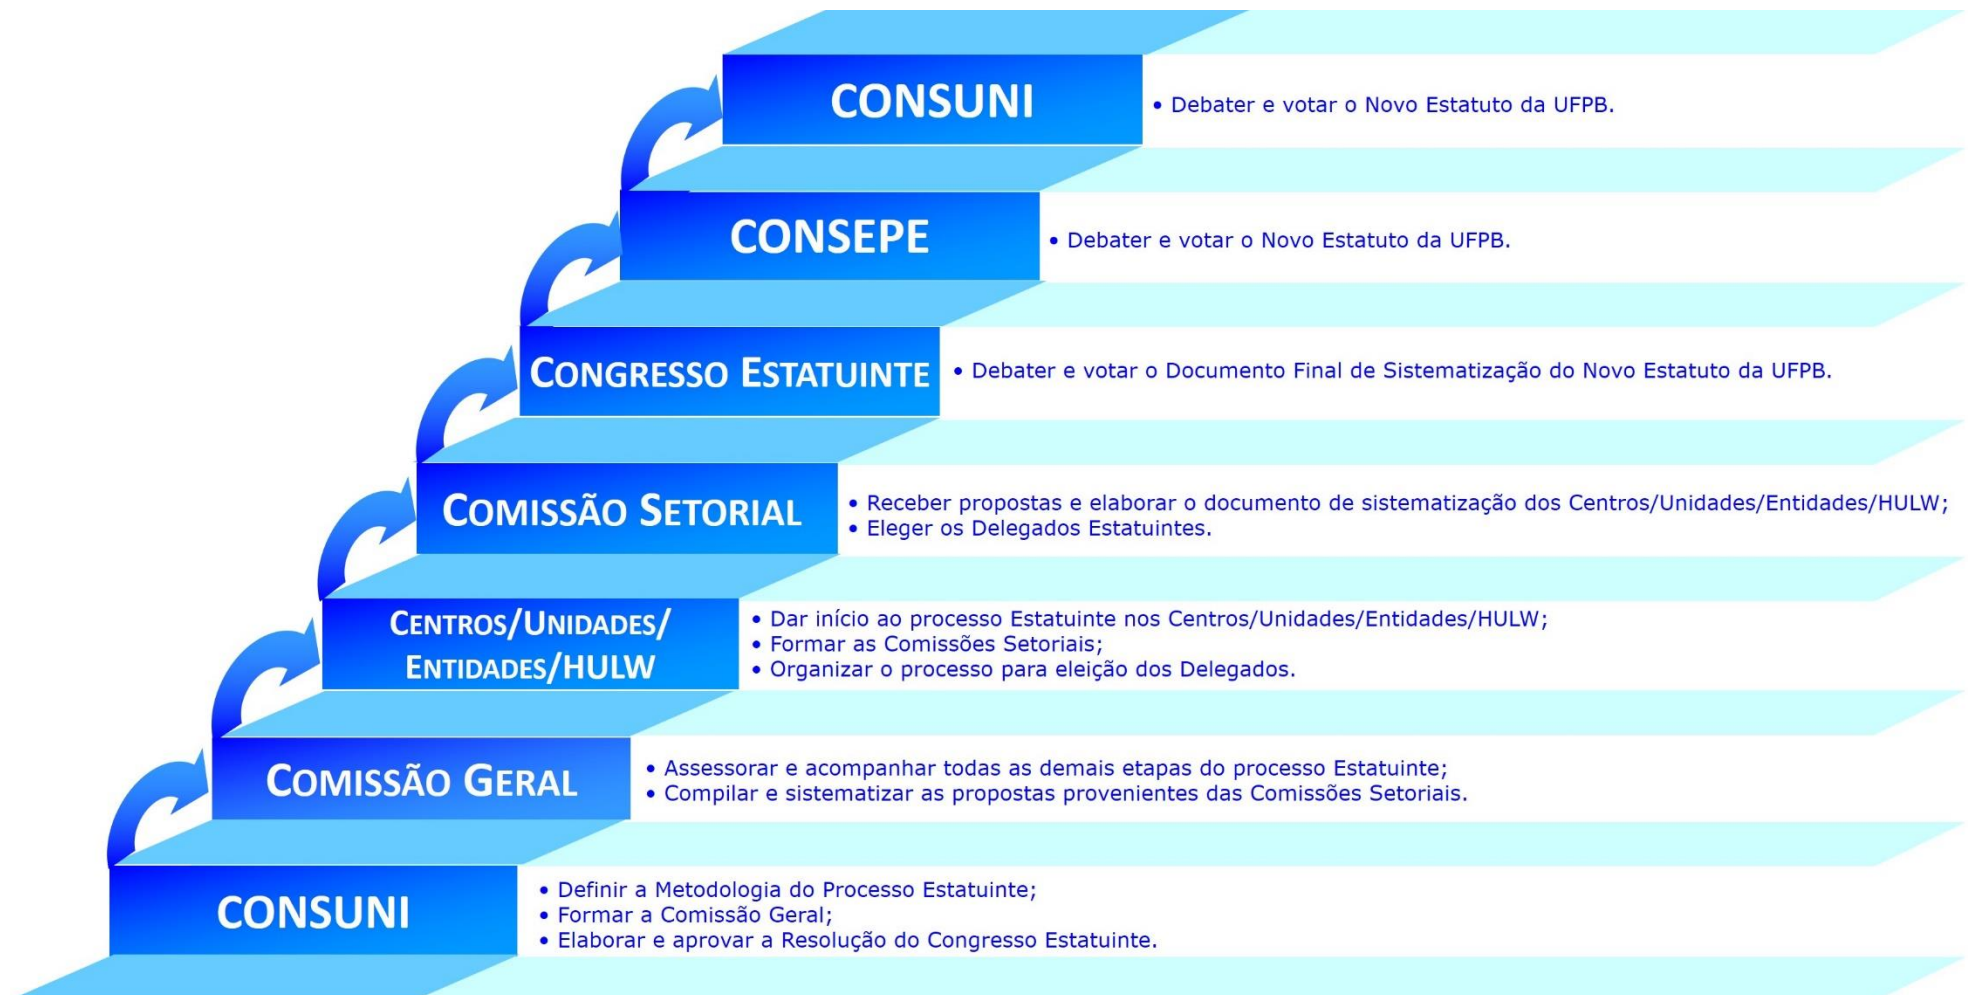 CONSUNI
• Debater e votar o Novo Estatuto da UFPB.
CONSEPE
• Debater e votar o Novo Estatuto da UFPB.
CONGRESSO ESTATUINTE
• Debater e votar o Documento Final de Sistematização do Novo Estatuto da UFPB.
COMISSÃO SETORIAL
• Receber propostas e elaborar o documento de sistematização dos Centros/Unidades/Entidades/HULW;
• Eleger os Delegados Estatuintes.
CENTROS/UNIDADES/
ENTIDADES/HULW
• Dar início ao processo Estatuinte nos Centros/Unidades/Entidades/HULW;
• Formar as Comissões Setoriais;
• Organizar o processo para eleição dos Delegados.
COMISSÃO GERAL
• Assessorar e acompanhar todas as demais etapas do processo Estatuinte;
• Compilar e sistematizar as propostas provenientes das Comissões Setoriais.
CONSUNI
• Definir a Metodologia do Processo Estatuinte;
• Formar a Comissão Geral;
• Elaborar e aprovar a Resolução do Congresso Estatuinte.